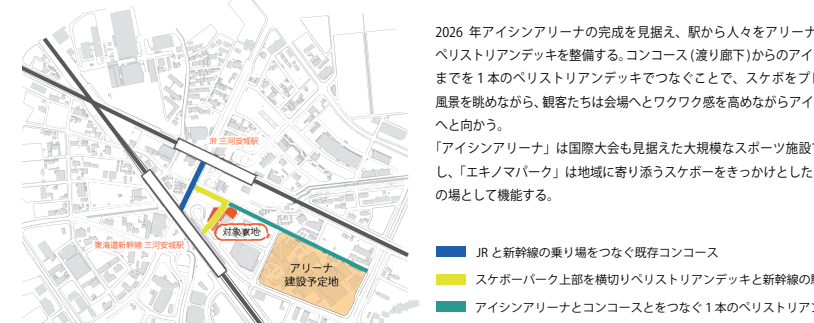 2026 年アイシンアリーナの完成を見据え、駅から人々をアリーナ
ペリストリアンデッキを整備する。コンコース(渡り廊下)からのアイ
までを1本のペリストリアンデッキでつなぐことで、スケボをプ
風景を眺めながら、観客たちは会場へとワクワク感を高めながらアイ
へと向かう。
「アイシンアリーナ」は国際大会も見据えた大規模なスポーツ施設
し、「エキノマパーク」は地域に寄り添うスケボーをきっかけとした
の場として機能する。
JR 三河安城駅
対象敷地
東海道新幹線 三河安城駅
アリーナ
建設予定地
JRと新幹線の乗り場をつなぐ既存コンコース
スケボーパーク上部を横切りペリストリアンデッキと新幹線の
アイシンアリーナとコンコースとをつなぐ1本のペリストリアン